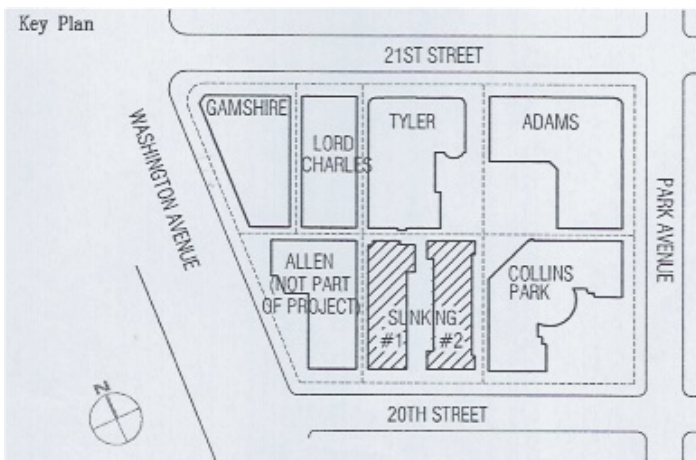 Key Plan
21ST STREET
GAMSHIRE
LORD
CHARLES
TYLER
ADAMS
WASHINGTON AVENUE
PARK AVENUE
ALLEN
(NOT PART
OF PROJECT)
SUNKING
#1
#2
COLLINS
PARK
N
20TH STREET